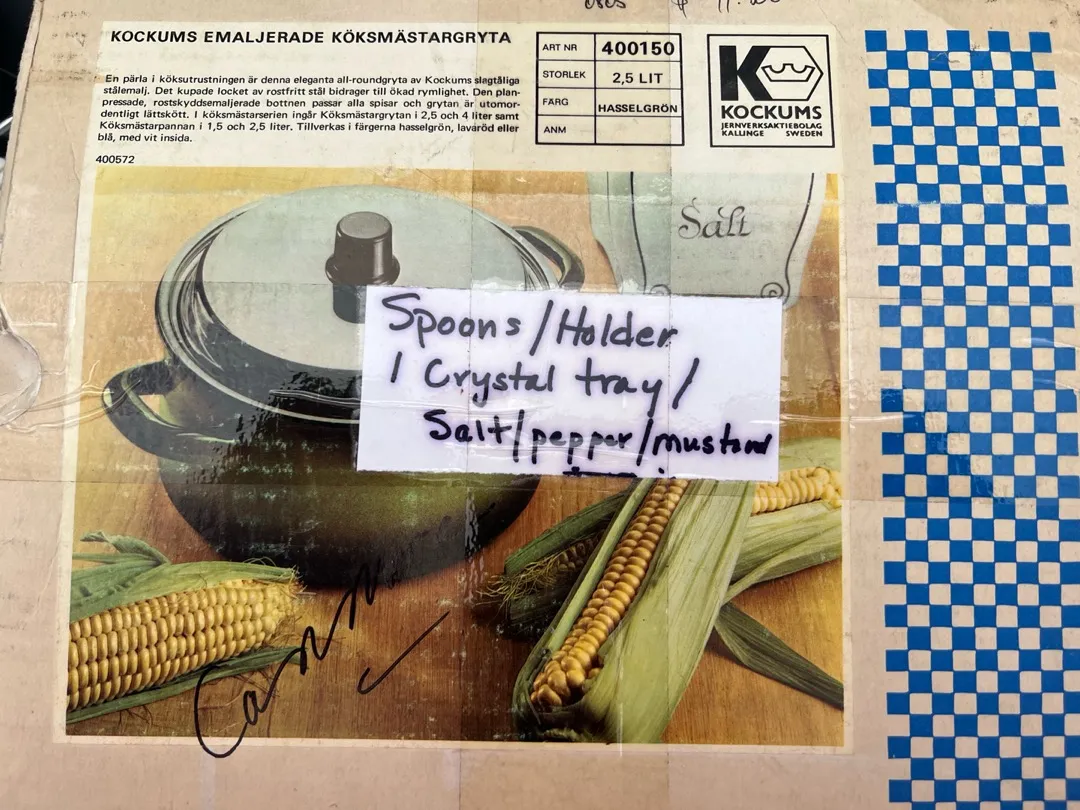 KOCKUMS EMALJERADE KÖKSMÄSTARGRYTA
En pärla i köksutrustningen är denna eleganta all-roundgryta av Kockums slagtåliga
stålemalj. Det kupade locket av rostfritt stål bidrager till ökad rymlighet. Den plan-
pressade, rostskyddsemaljerade bottnen passar alla spisar och grytan är utomor-
dentligt lättskött. I köksmästarserien ingår Köksmästargrytan i 2,5 och 4 liter samt
Köksmästarpannan i 1,5 och 2,5 liter. Tillverkas i färgerna hasselgrön, lavaröd eller
blå, med vit insida.
400572
ART NR 400150
STORLEK 2,5 LIT
FÄRG HASSELGRÖN
ANM
K
KOCKUMS
JERNVERKSAKTIEBOLAG
KALLINGE SWEDEN
Salt
Spoons/Holder
1 Crystal tray/
Salt/pepper/mustard